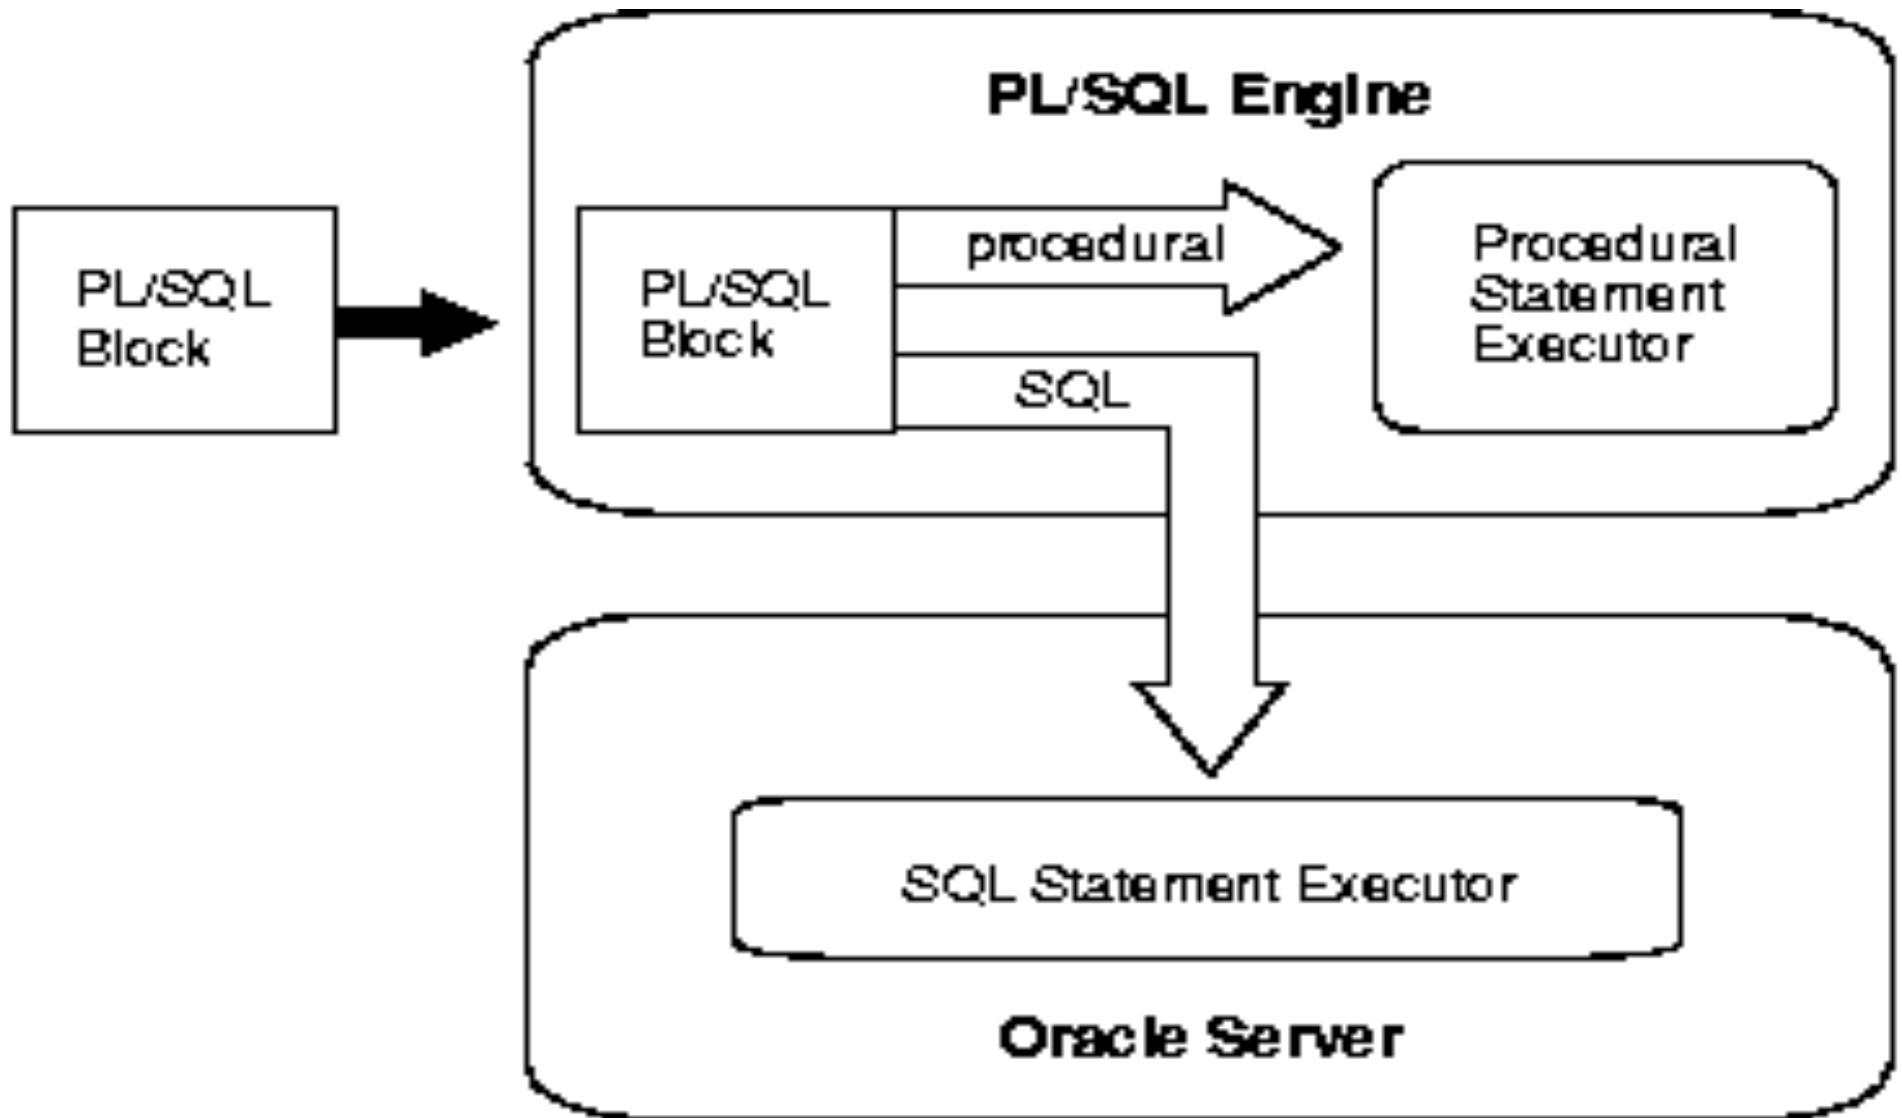 PL/SQL Engine
PL/SQL
Block
PL/SQL
Block
procedural
SQL
Procedural
Statement
Executor
SQL Statement Executor
Oracle Server